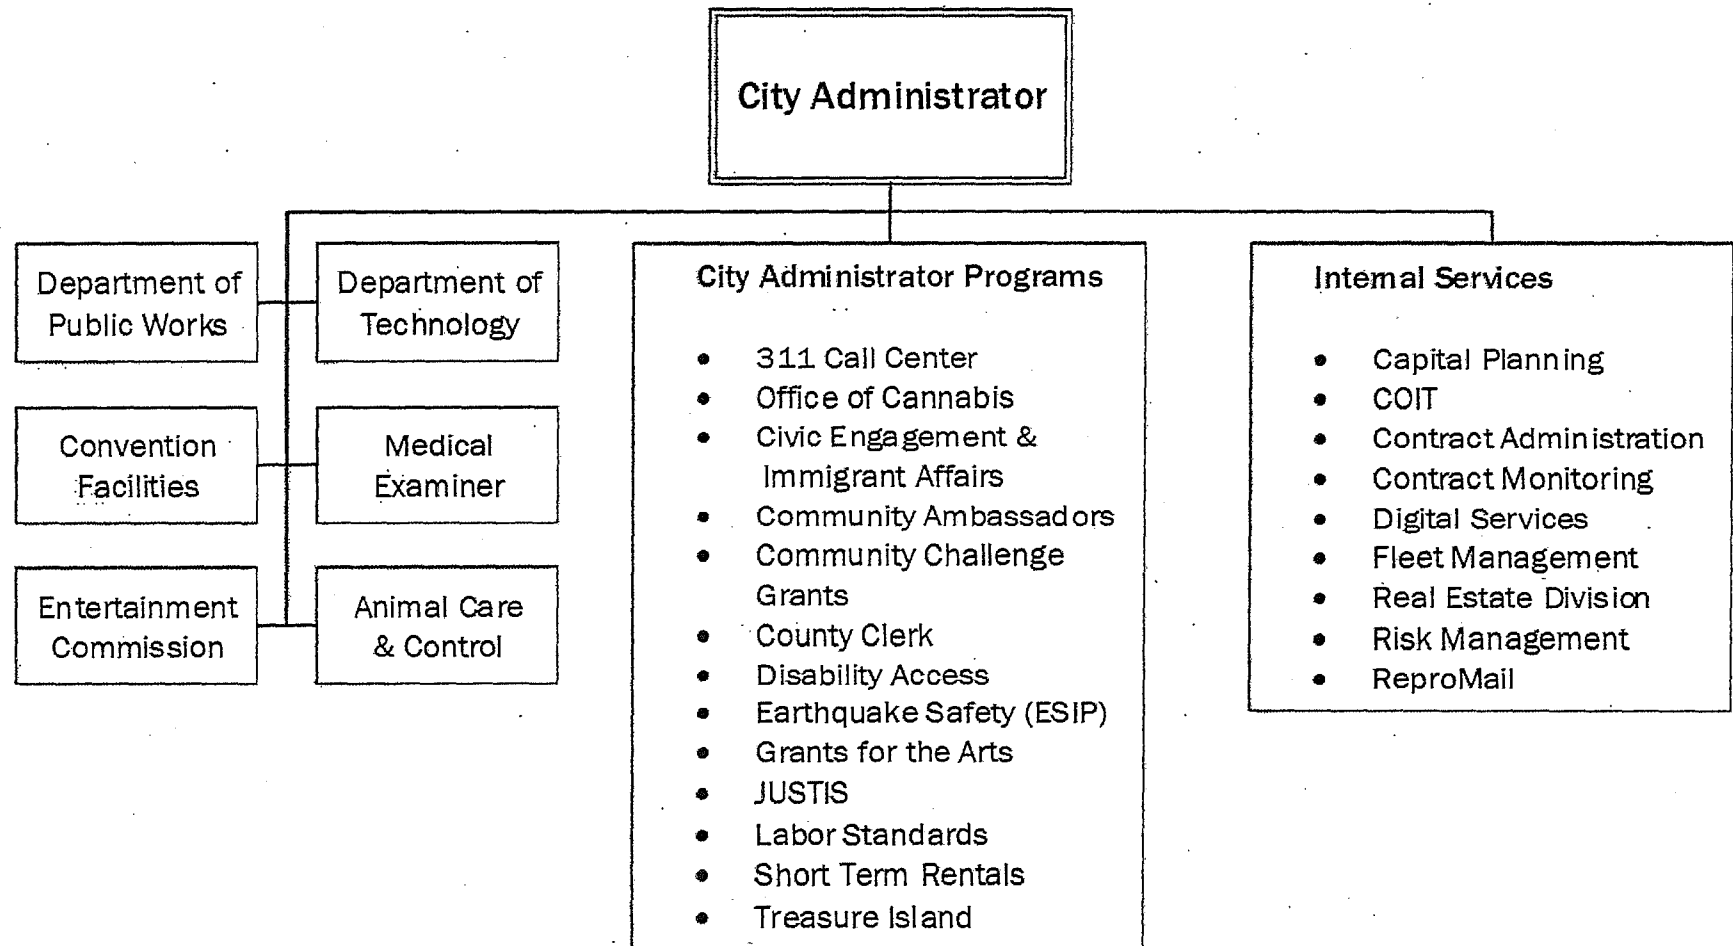 City Administrator
Department of
Public Works
Department of
Technology
Convention
Facilities
Medical
Examiner
Entertainment
Commission
Animal Care
& Control
City Administrator Programs
• 311 Call Center
• Office of Cannabis
• Civic Engagement &
Immigrant Affairs
• Community Ambassadors
• Community Challenge
Grants
• County Clerk
• Disability Access
• Earthquake Safety (ESIP)
• Grants for the Arts
• JUSTIS
• Labor Standards
• Short Term Rentals
• Treasure Island
Internal Services
• Capital Planning
• COIT
• Contract Administration
• Contract Monitoring
• Digital Services
• Fleet Management
• Real Estate Division
• Risk Management
• ReproMail